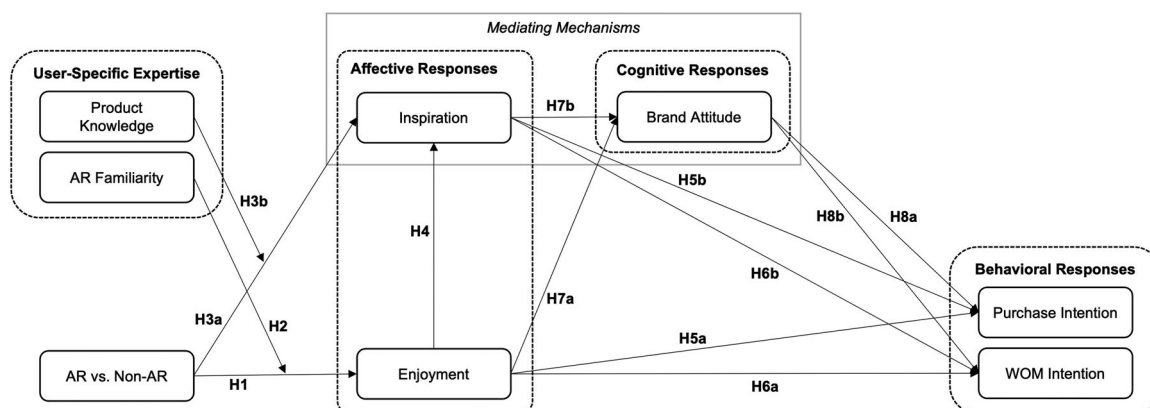 Mediating Mechanisms
User-Specific Expertise
Affective Responses
Cognitive Responses
Product
Knowledge
Inspiration
H7b
Brand Attitude
AR Familiarity
H3b
H4
H5b
H8b
H8a
H6b
H7a
Behavioral Responses
H3a
H2
Purchase Intention
H5a
AR vs. Non-AR
H1
Enjoyment
H6a
WOM Intention